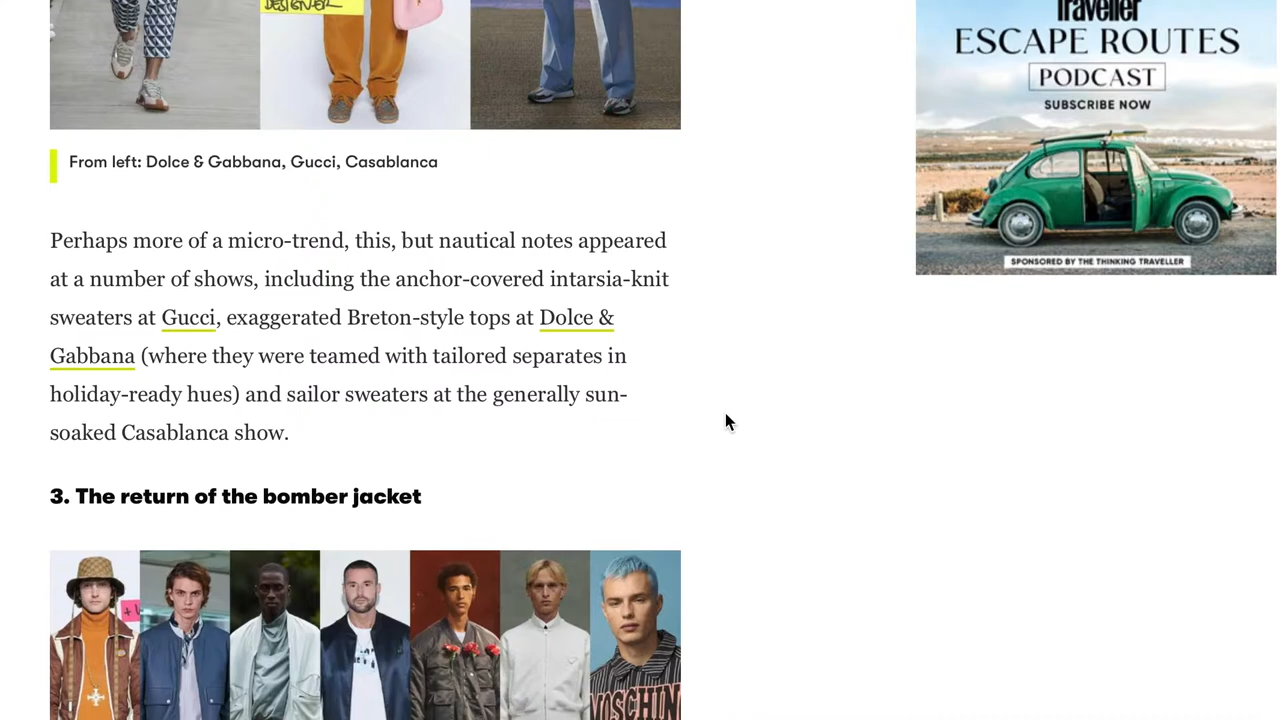 DESIGNER
From left: Dolce & Gabbana, Gucci, Casablanca
Perhaps more of a micro-trend, this, but nautical notes appeared
at a number of shows, including the anchor-covered intarsia-knit
sweaters at Gucci, exaggerated Breton-style tops at Dolce &
Gabbana (where they were teamed with tailored separates in
holiday-ready hues) and sailor sweaters at the generally sun-
soaked Casablanca show.
3. The return of the bomber jacket
MOSCHIN
Traveller
ESCAPE ROUTES
PODCAST
SUBSCRIBE NOW
SPONSORED BY THE THINKING TRAVELLER